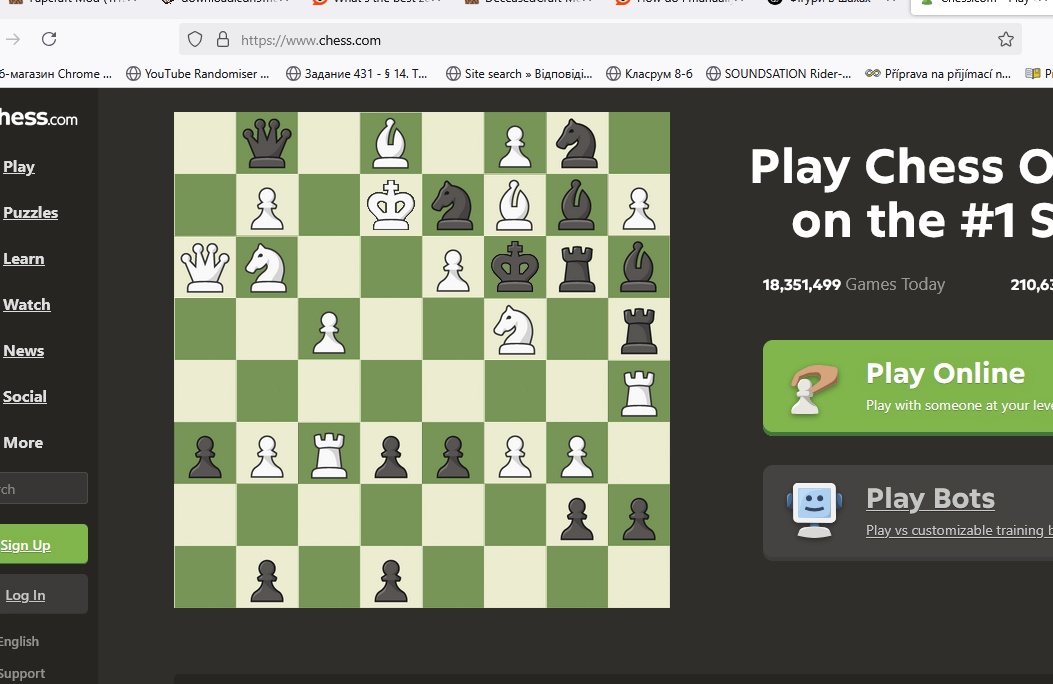 https://www.chess.com
б-магазин Chrome ... YouTube Randomiser ... Задание 431 - § 14. Т... Site search » Відповіді... Класрум 8-б SOUNDSATION Rider-... Příprava na přijímací n...
hess.com
Play
Puzzles
Learn
Watch
News
Social
More
rch
Sign Up
Log In
English
Support
Play Chess O
on the #1 S
18,351,499 Games Today 210,63
Play Online
Play with someone at your leve
Play Bots
Play vs customizable training b